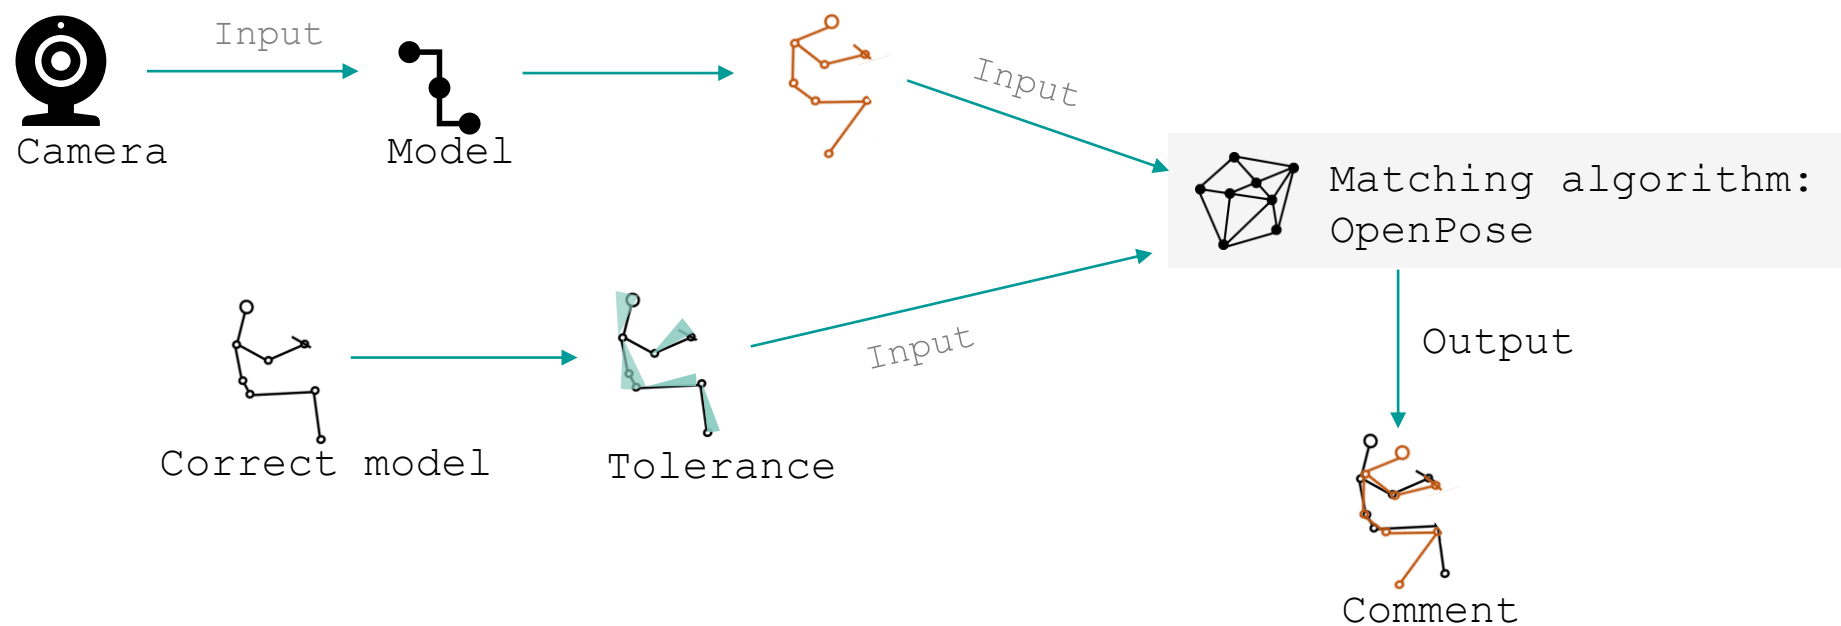 Input
Camera
Model
Input
Matching algorithm:
OpenPose
Input
Output
Correct model
Tolerance
Comment